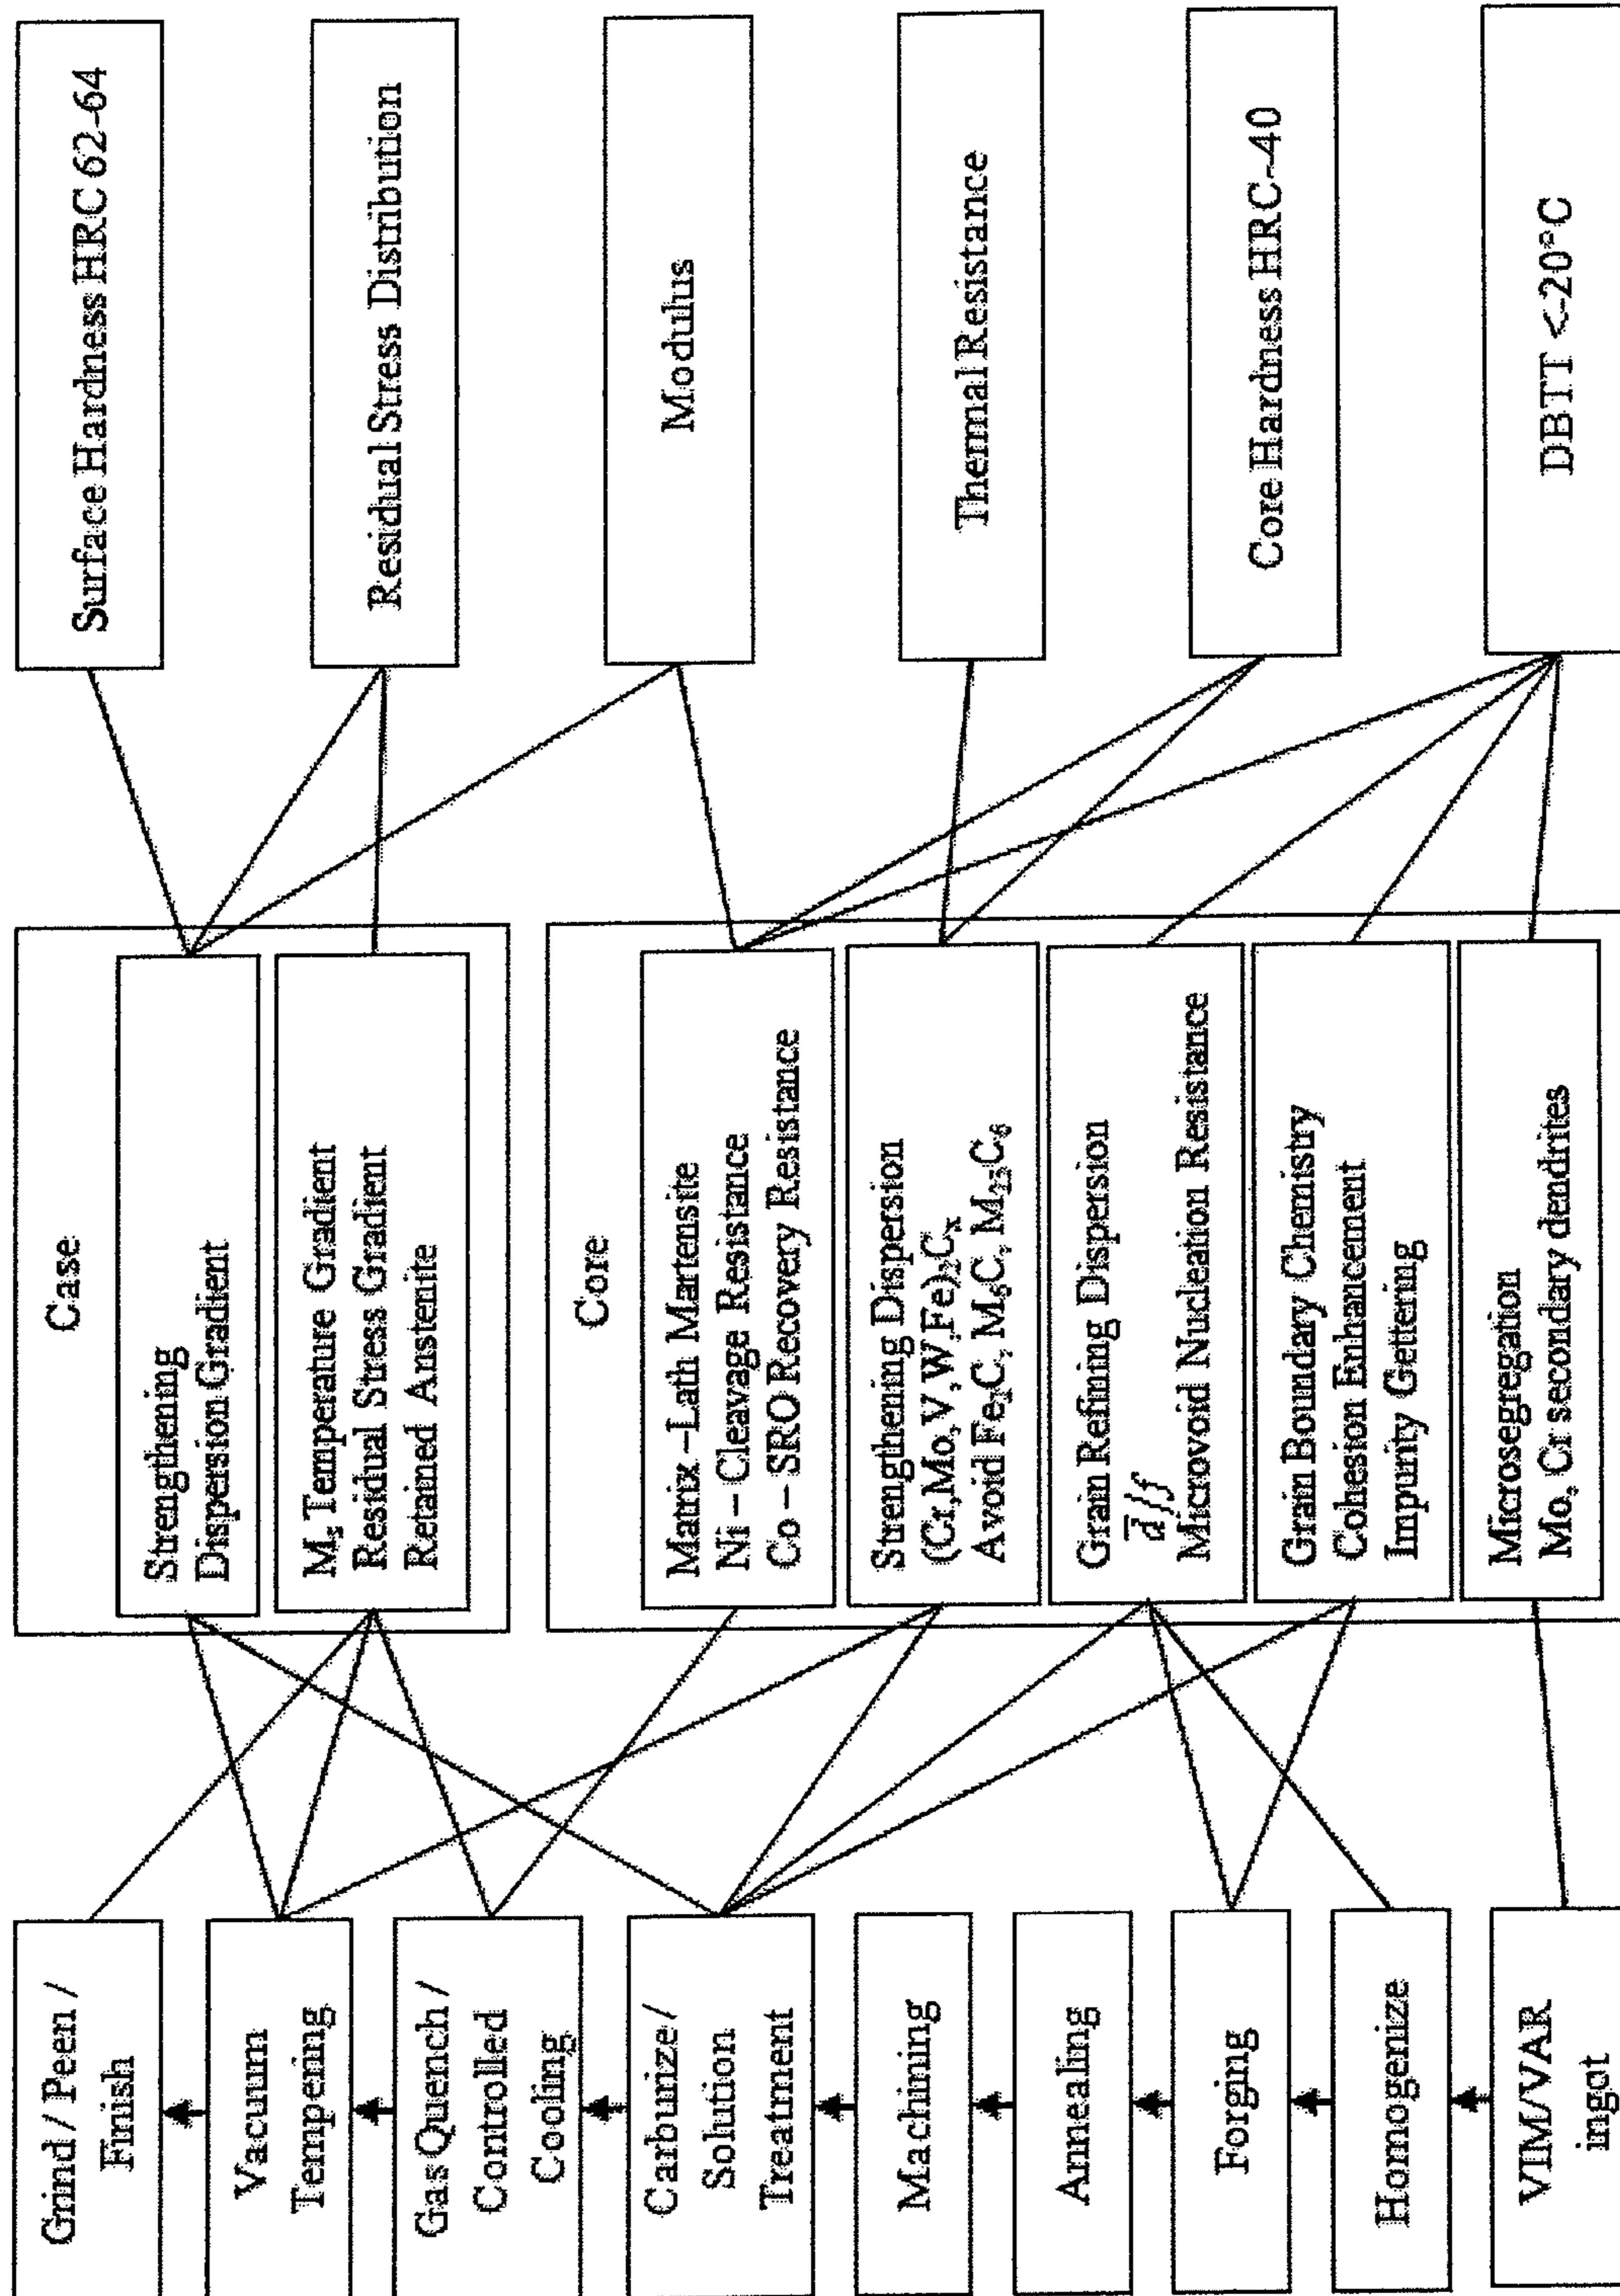 Grind / Peen /
Finish
Vacuum
Tempering
Gas Quench /
Controlled
Cooling
Carburize /
Solution
Treatment
Machining
Annealing
Forging
Homogenize
VIM/VAR
ingot
Case
Strengthening
Dispersion Gradient
Mₛ Temperature Gradient
Residual Stress Gradient
Retained Anstenite
Core
Matrix – Lath Martensite
Ni – Cleavage Resistance
Co – SRO Recovery Resistance
Strengthening Dispersion
(Cr,Mo,V,W,Fe)₂Cₓ
Avoid Fe₃C, M₆C, M₂₃C₆
Grain Refining Dispersion
d̅/f
Microvoid Nucleation Resistance
Grain Boundary Chemistry
Cohesion Enhancement
Impurity Gettering
Microsegregation
Mo, Cr secondary dendrites
Surface Hardness HRC 62-64
Residual Stress Distribution
Modulus
Thermal Resistance
Core Hardness HRC~40
DBTT <-20°C